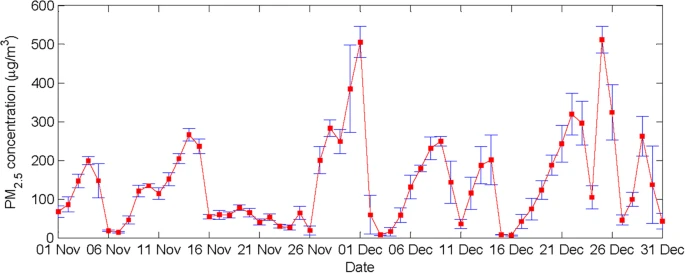 600
500
400
300
200
100
0
PM2.5 concentration (μg/m³)
01 Nov 06 Nov 11 Nov 16 Nov 21 Nov 26 Nov 01 Dec 06 Dec 11 Dec 16 Dec 21 Dec 26 Dec 31 Dec
Date